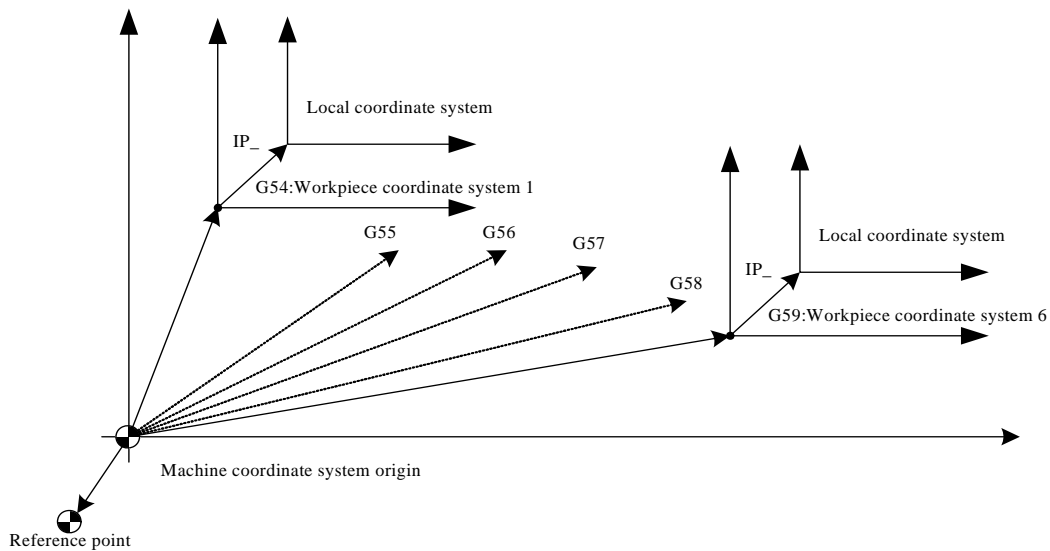 Local coordinate system
IP_
G54:Workpiece coordinate system 1
G55
G56
G57
Local coordinate system
IP_
G58
G59:Workpiece coordinate system 6
Machine coordinate system origin
Reference point